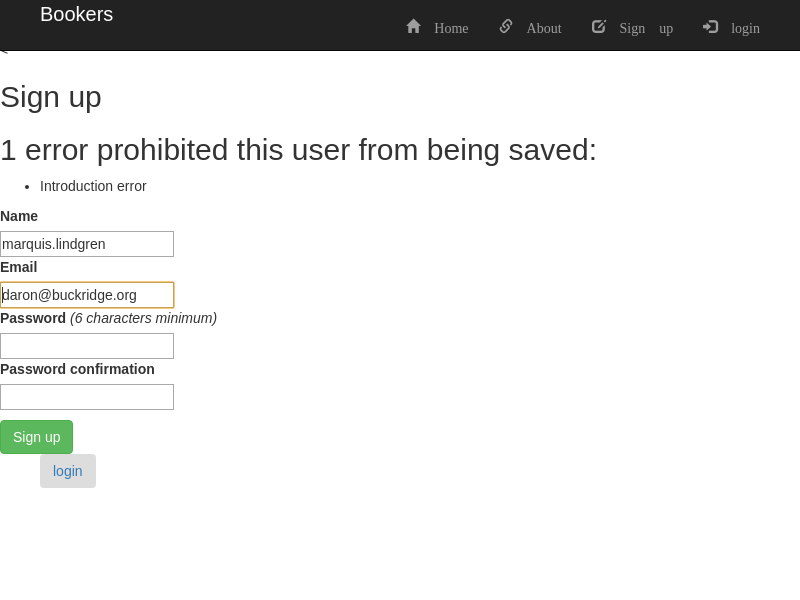 Bookers
Home About Sign up login
<
Sign up
1 error prohibited this user from being saved:
• Introduction error
Name
marquis.lindgren
Email
daron@buckridge.org
Password (6 characters minimum)
Password confirmation
Sign up
login